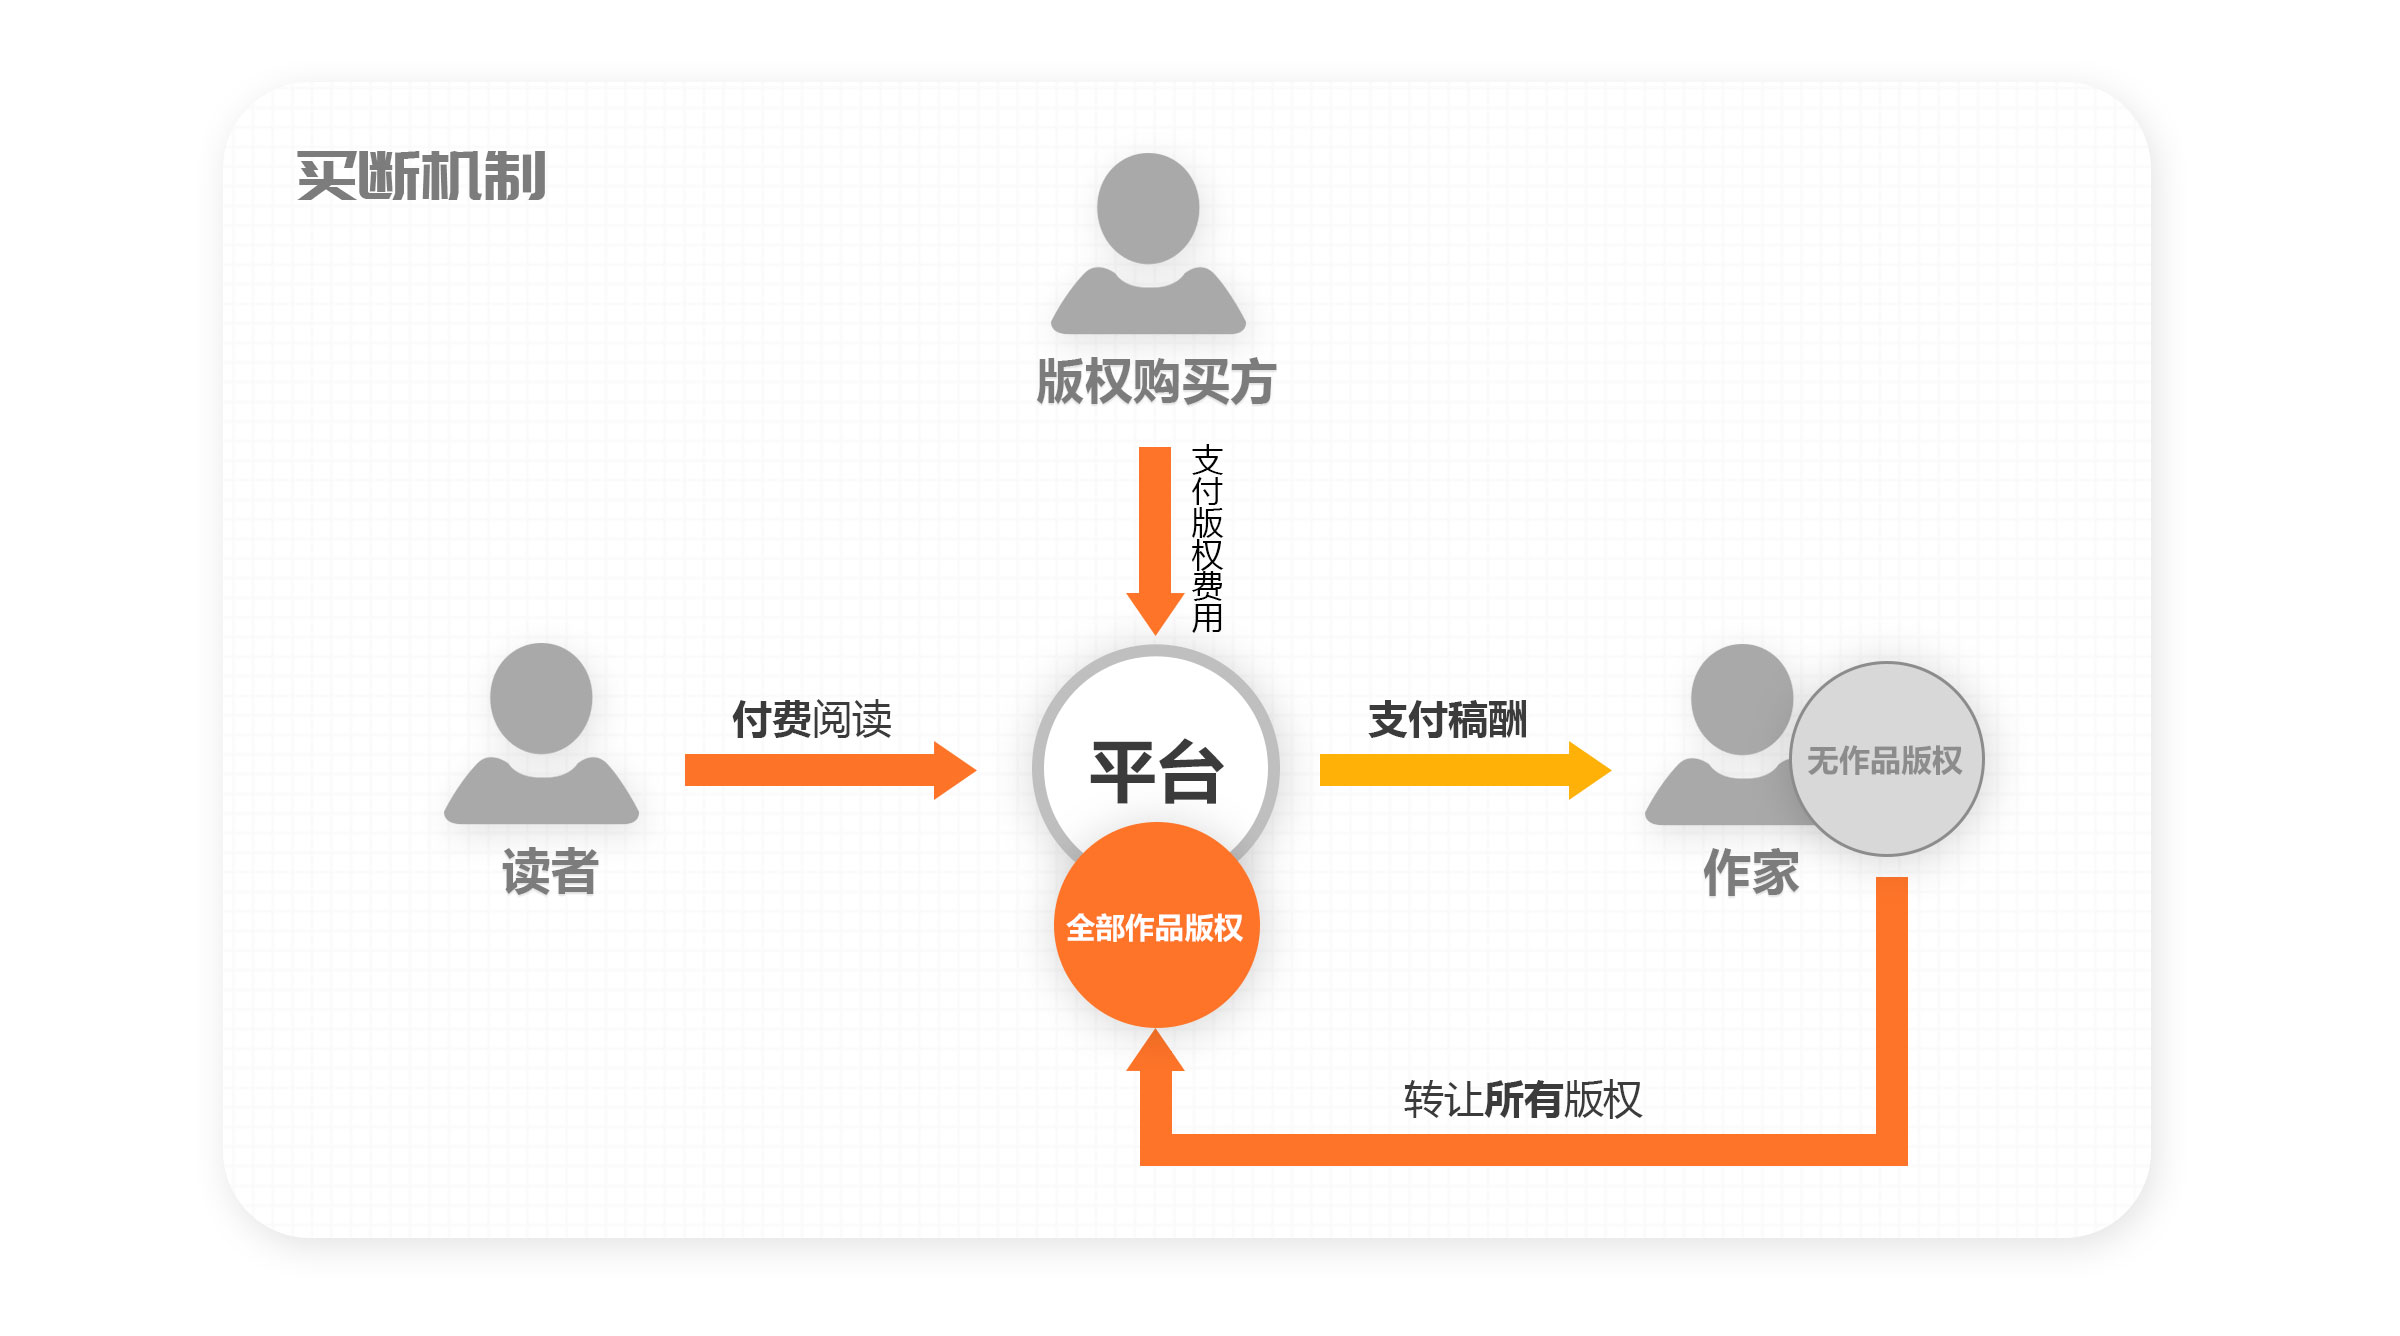 买断机制
版权购买方
支付版权费用
付费阅读
支付稿酬
平台
无作品版权
读者
作家
全部作品版权
转让所有版权